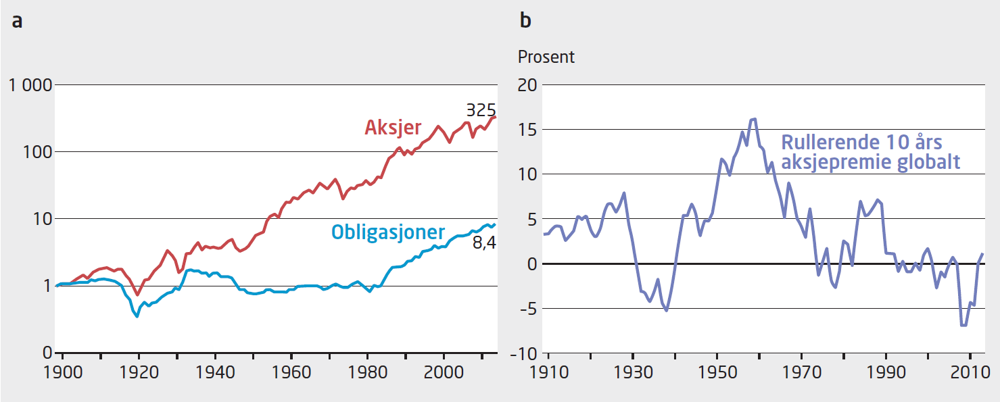 a
1 000
100
10
1
0
325
Aksjer
Obligasjoner
8,4
1900 1920 1940 1960 1980 2000
b
Prosent
20
15
10
5
0
-5
-10
Rullerende 10 års
aksjepremie globalt
1910 1930 1950 1970 1990 2010